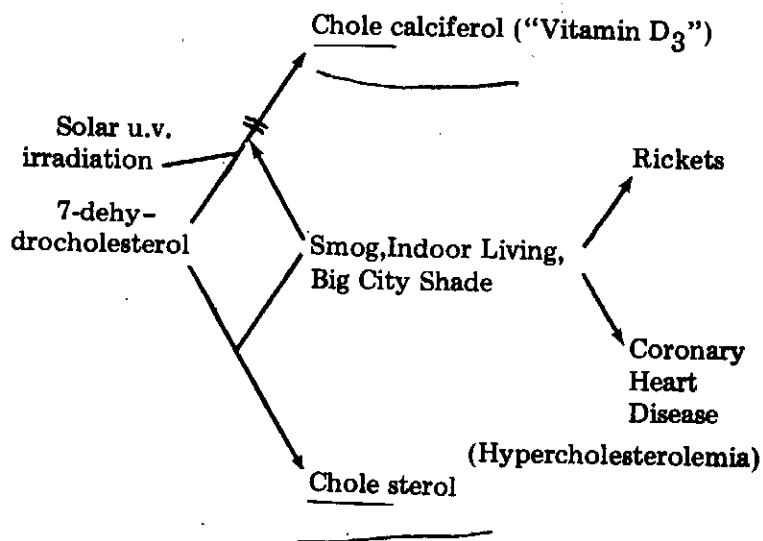 Chole calciferol (“Vitamin D3”)
Solar u.v.
irradiation
7-dehy-
drocholesterol
Smog,Indoor Living,
Big City Shade
Rickets
Coronary
Heart
Disease
(Hypercholesterolemia)
Chole sterol